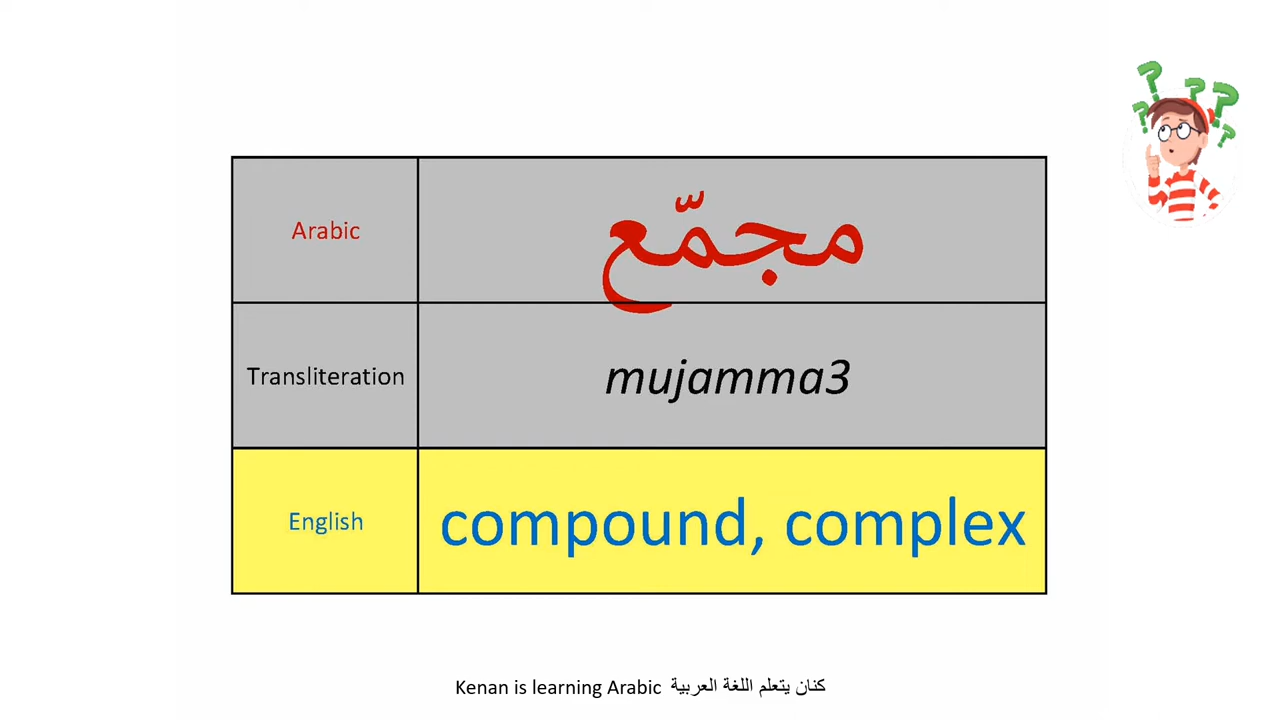 Arabic مجمّع
Transliteration mujamma3
English compound, complex
Kenan is learning Arabic كنان يتعلم اللغة العربية